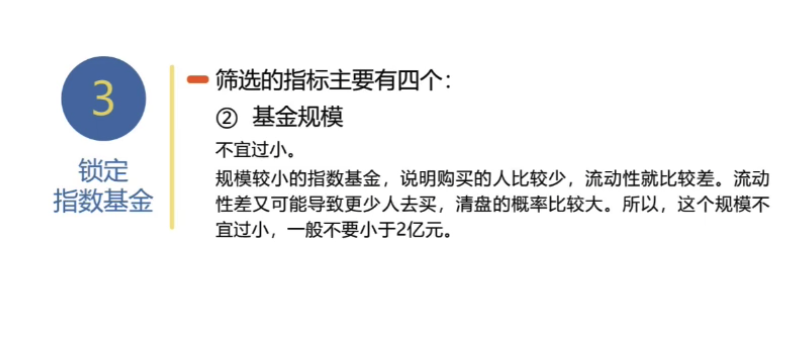 3
锁定
指数基金
筛选的指标主要有四个：
② 基金规模
不宜过小。
规模较小的指数基金，说明购买的人比较少，流动性就比较差。流动
性差又可能导致更少人去买，清盘的概率比较大。所以，这个规模不
宜过小，一般不要小于2亿元。